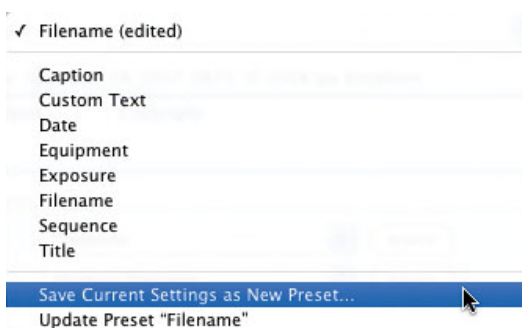 ✓ Filename (edited)
Caption
Custom Text
Date
Equipment
Exposure
Filename
Sequence
Title
Save Current Settings as New Preset...
Update Preset “Filename”